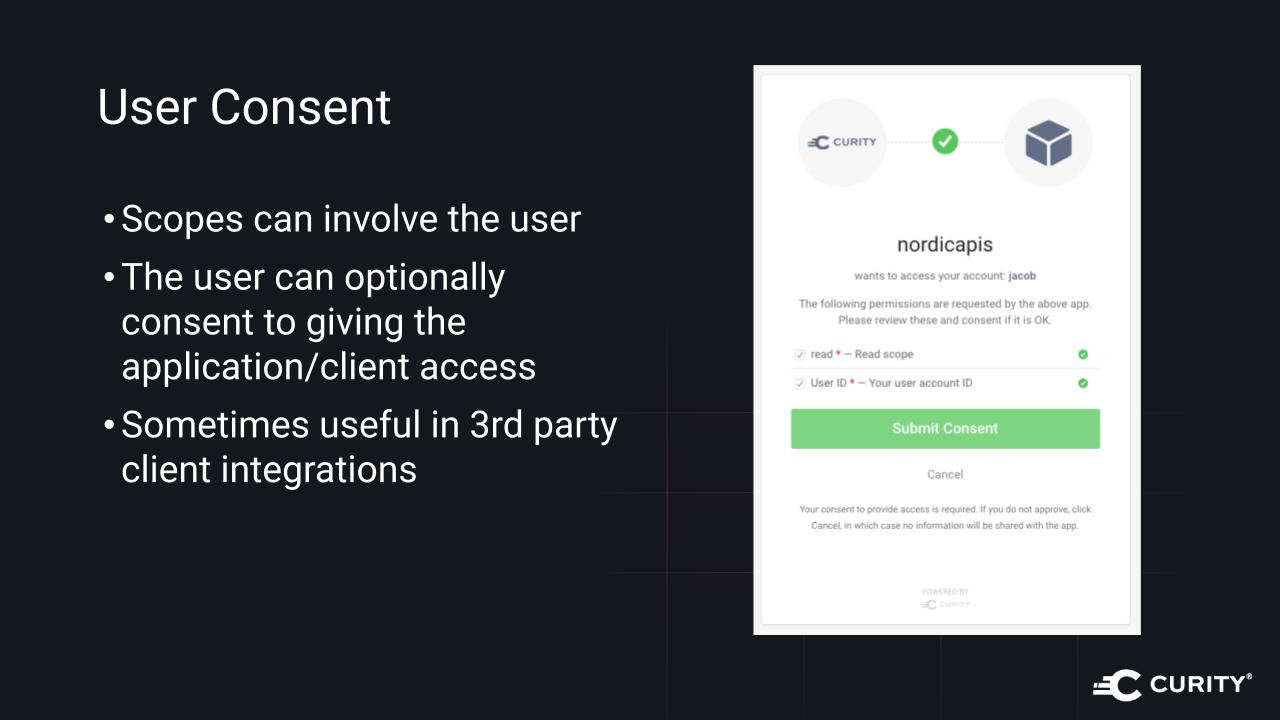 User Consent
• Scopes can involve the user
• The user can optionally
consent to giving the
application/client access
• Sometimes useful in 3rd party
client integrations
CURITY
nordicapis
wants to access your account: jacob
The following permissions are requested by the above app.
Please review these and consent if it is OK.
read * — Read scope
User ID * — Your user account ID
Submit Consent
Cancel
Your consent to provide access is required. If you do not approve, click
Cancel, in which case no information will be shared with the app.
POWERED BY
CURITY
CURITY®